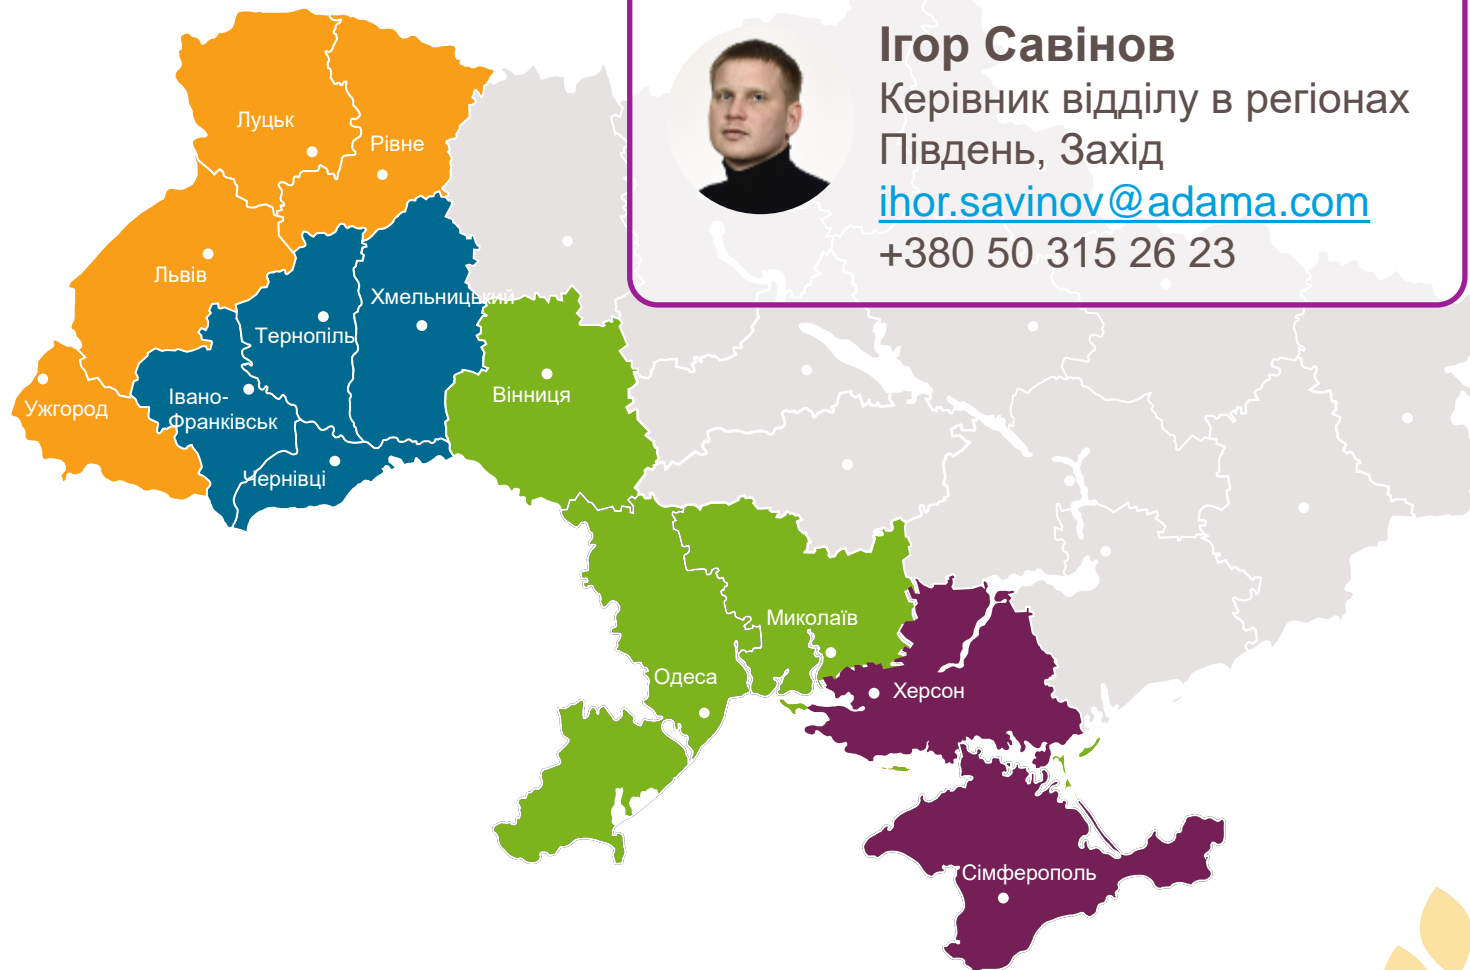 Ігор Савінов
Керівник відділу в регіонах
Південь, Захід
ihor.savinov@adama.com
+380 50 315 26 23
Луцьк
Рівне
Львів
Хмельницький
Тернопіль
Вінниця
Івано-
Франківськ
Ужгород
Чернівці
Миколаїв
Одеса
Херсон
Сімферополь